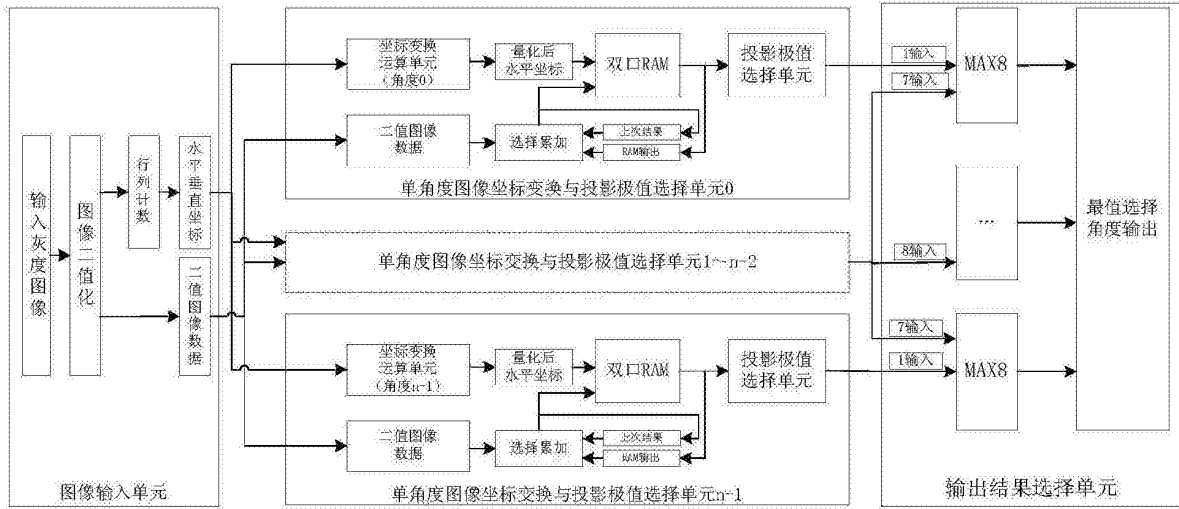 输入灰度图像
图像二值化
行列计数
水平垂直坐标
二值图像数据
图像输入单元
坐标变换
运算单元
(角度0)
量化后
水平坐标
双口RAM
投影极值
选择单元
二值图像
数据
选择累加
上次结果
RAM输出
单角度图像坐标变换与投影极值选择单元0
单角度图像坐标变换与投影极值选择单元1~n-2
坐标变换
运算单元
(角度n-1)
量化后
水平坐标
双口RAM
投影极值
选择单元
二值图像
数据
选择累加
上次结果
RAM输出
单角度图像坐标变换与投影极值选择单元n-1
1输入
7输入
MAX8
...
8输入
7输入
1输入
MAX8
最值选择
角度输出
输出结果选择单元